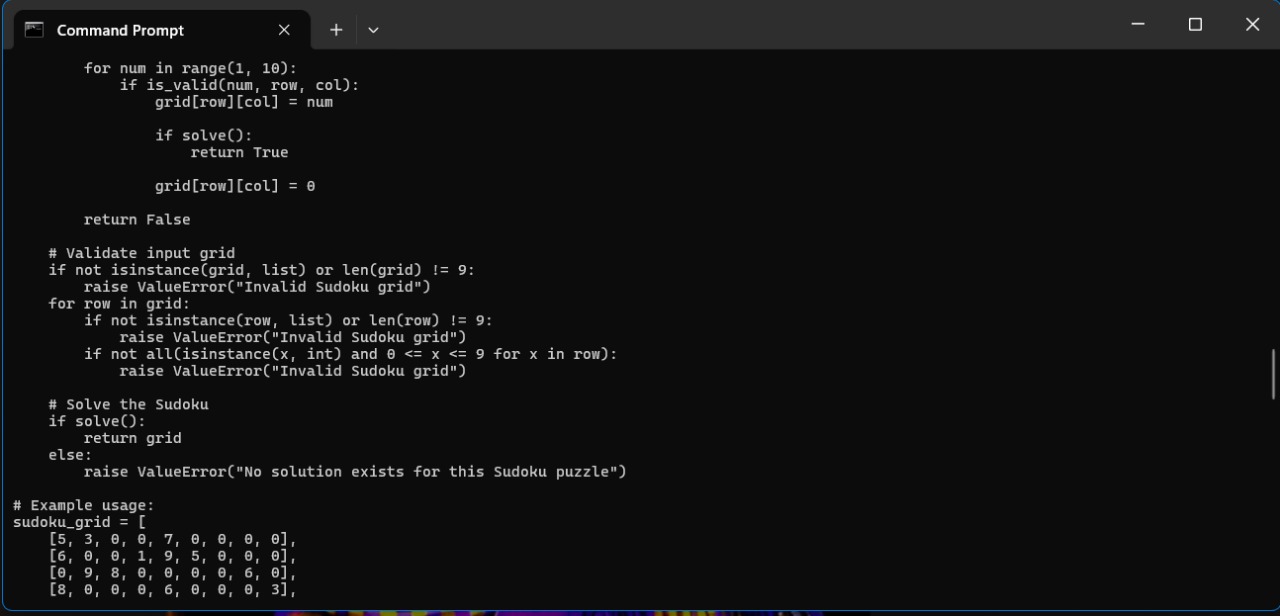 Command Prompt
        for num in range(1, 10):
            if is_valid(num, row, col):
                grid[row][col] = num

                if solve():
                    return True

                grid[row][col] = 0

        return False

    # Validate input grid
    if not isinstance(grid, list) or len(grid) != 9:
        raise ValueError("Invalid Sudoku grid")
    for row in grid:
        if not isinstance(row, list) or len(row) != 9:
            raise ValueError("Invalid Sudoku grid")
        if not all(isinstance(x, int) and 0 <= x <= 9 for x in row):
            raise ValueError("Invalid Sudoku grid")

    # Solve the Sudoku
    if solve():
        return grid
    else:
        raise ValueError("No solution exists for this Sudoku puzzle")

# Example usage:
sudoku_grid = [
    [5, 3, 0, 0, 7, 0, 0, 0, 0],
    [6, 0, 0, 1, 9, 5, 0, 0, 0],
    [0, 9, 8, 0, 0, 0, 0, 6, 0],
    [8, 0, 0, 0, 6, 0, 0, 0, 3],